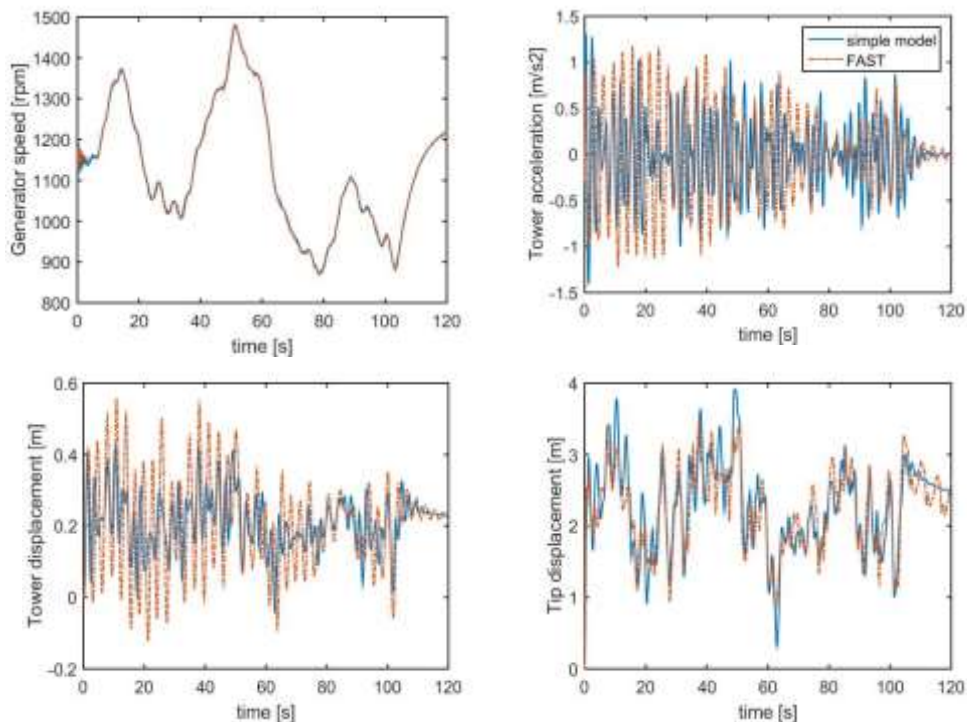 1500
1400
1300
1200
1100
1000
900
800
Generator speed [rpm]
0 20 40 60 80 100 120
time [s]
1.5
1
0.5
0
-0.5
-1
-1.5
Tower acceleration [m/s2]
simple model
FAST
0 20 40 60 80 100 120
time [s]
0.6
0.4
0.2
0
-0.2
Tower displacement [m]
0 20 40 60 80 100 120
time [s]
4
3
2
1
0
Tip displacement [m]
0 20 40 60 80 100 120
time [s]